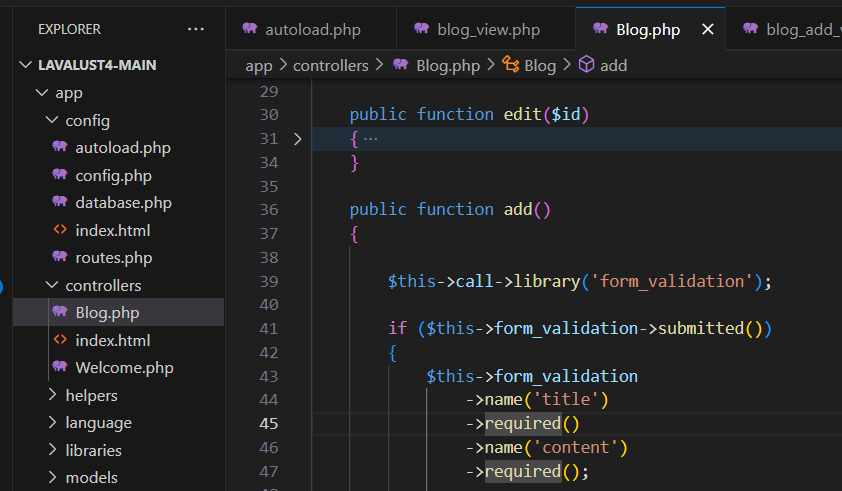 EXPLORER ...
LAVALUST4-MAIN
app
config
autoload.php
config.php
database.php
index.html
routes.php
controllers
Blog.php
index.html
Welcome.php
helpers
language
libraries
models
autoload.php blog_view.php Blog.php × blog_add_
app > controllers > Blog.php > Blog > add
29
30 public function edit($id)
31 > { ...
34 }
35
36 public function add()
37 {
38
39 $this->call->library('form_validation');
40
41 if ($this->form_validation->submitted())
42 {
43 $this->form_validation
44 ->name('title')
45 ->required()
46 ->name('content')
47 ->required();